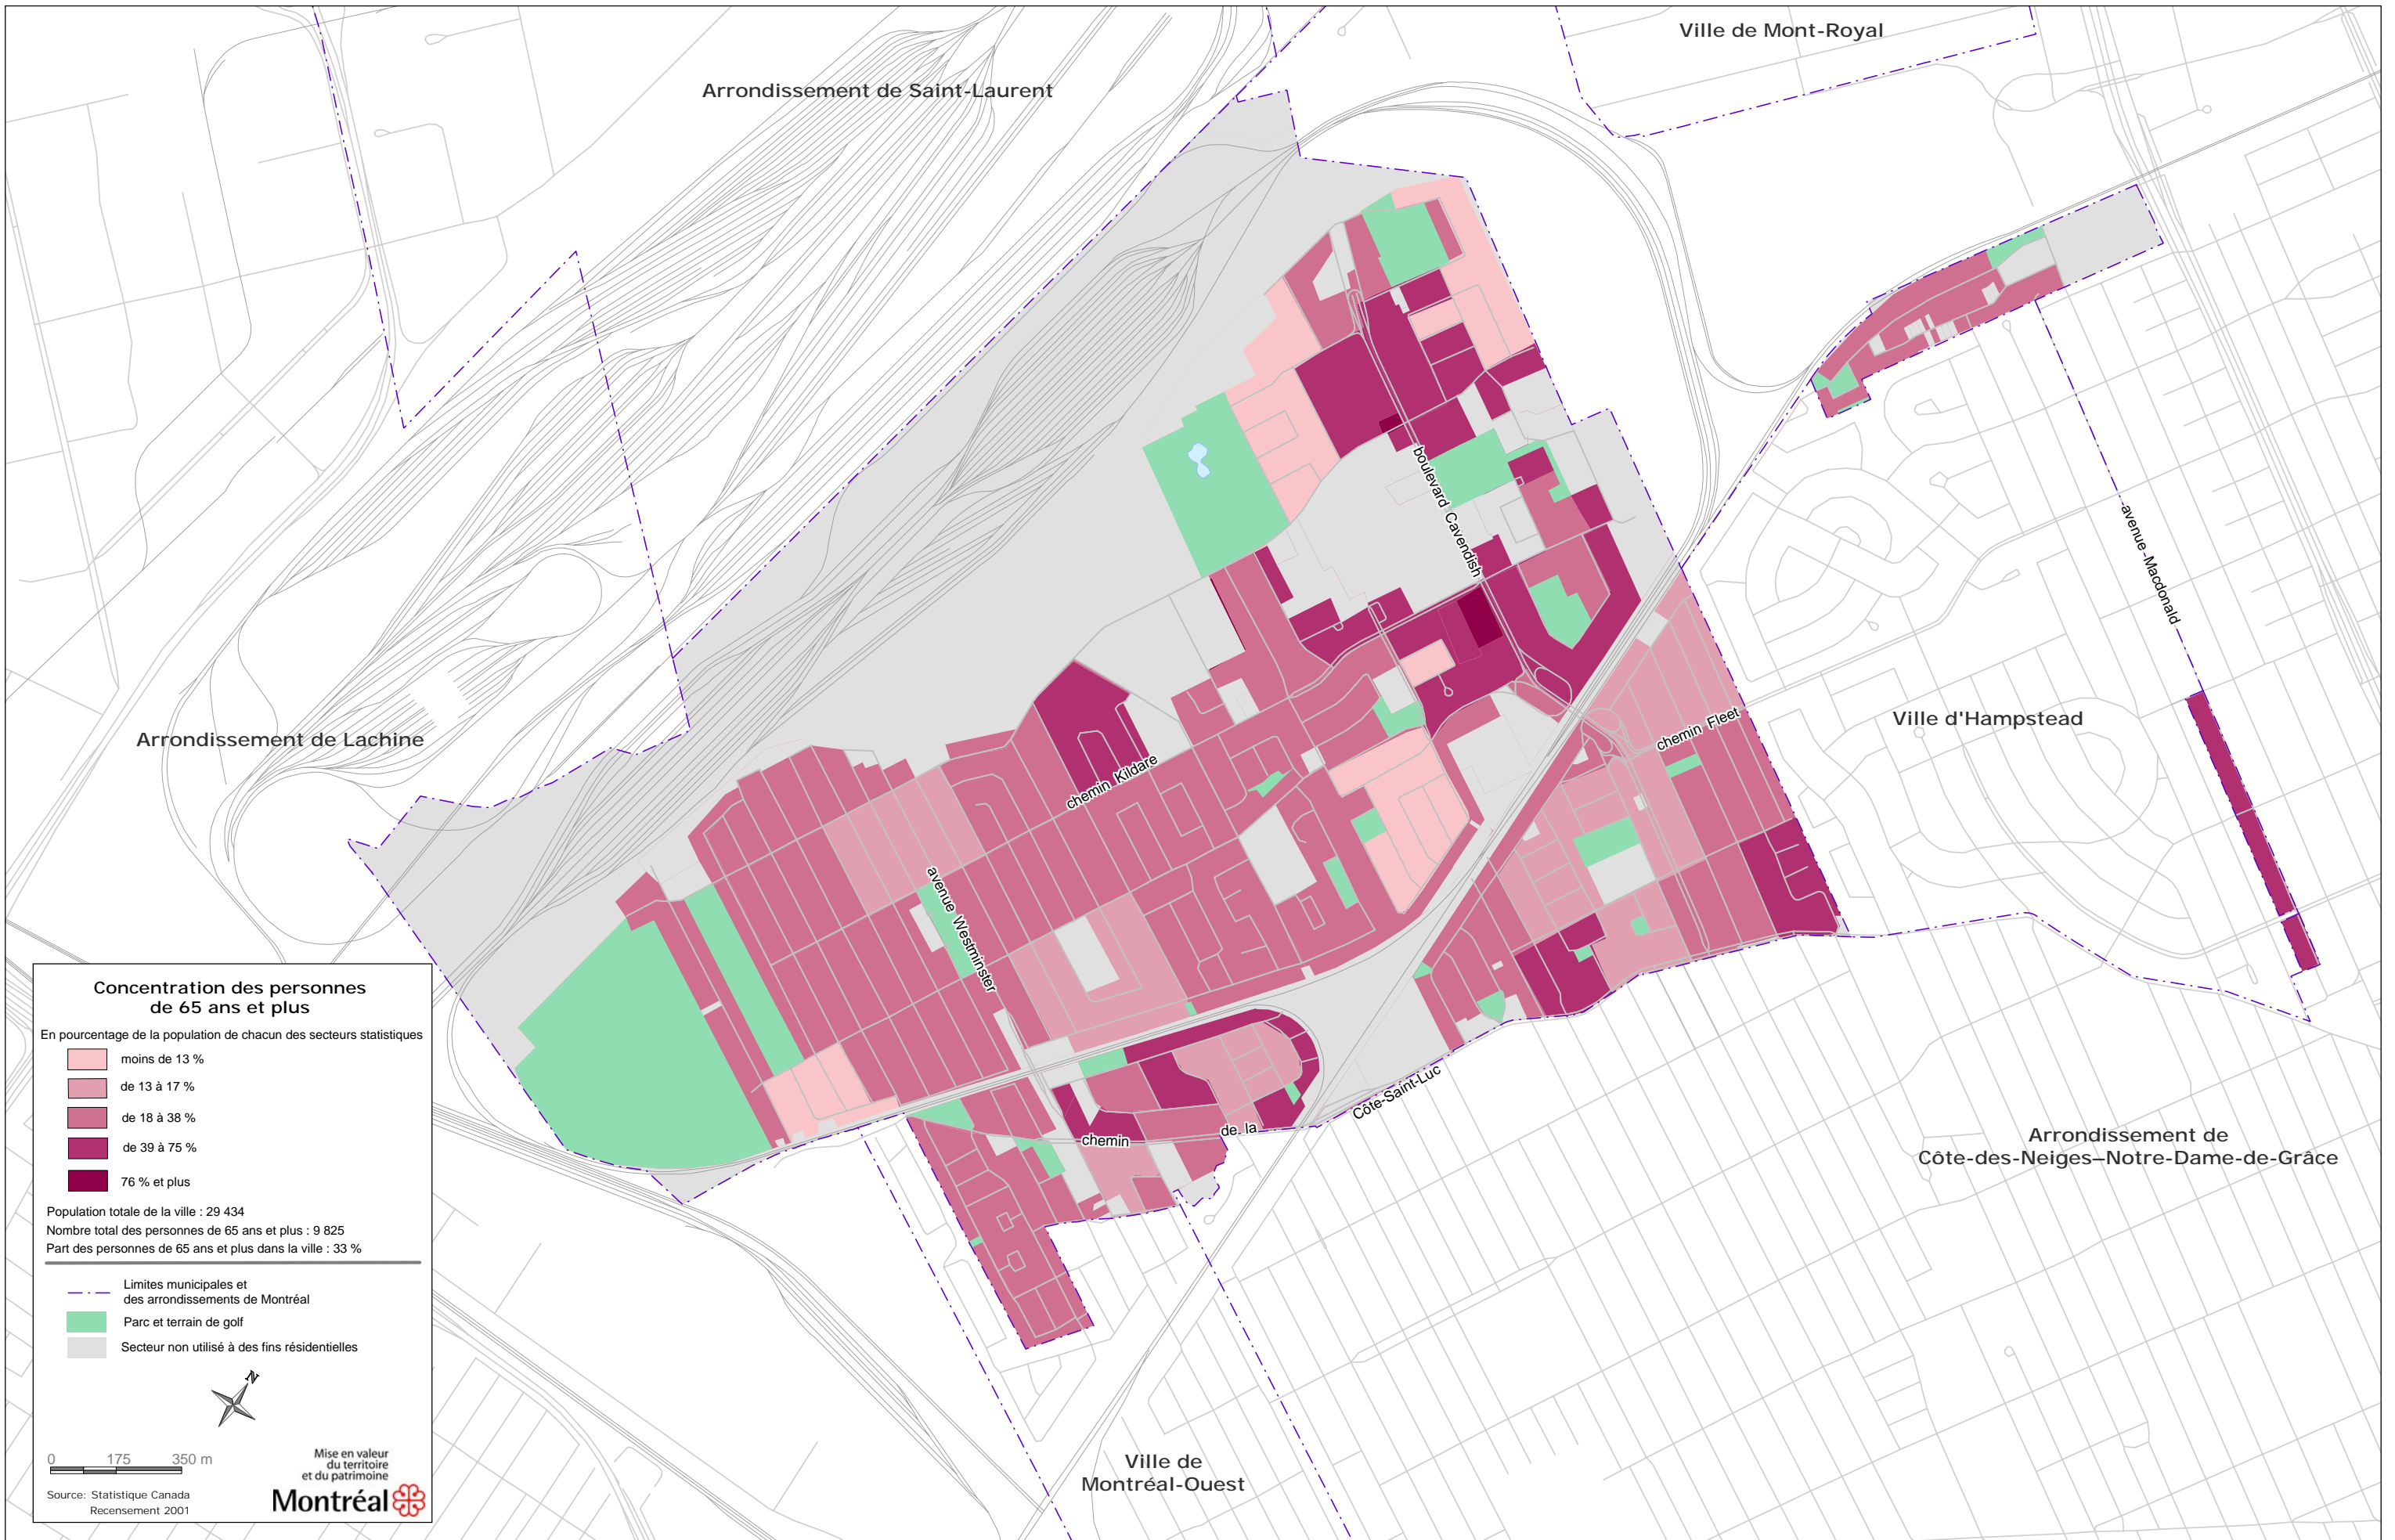 Ville de Mont-Royal
Arrondissement de Saint-Laurent
boulevard Cavendish
avenue Macdonald
Ville d'Hampstead
chemin Fleet
Arrondissement de Lachine
chemin Kildare
avenue Westminster
chemin
de la
Côte-Saint-Luc
Arrondissement de
Côte-des-Neiges–Notre-Dame-de-Grâce
Ville de
Montréal-Ouest
Concentration des personnes
de 65 ans et plus
En pourcentage de la population de chacun des secteurs statistiques
moins de 13 %
de 13 à 17 %
de 18 à 38 %
de 39 à 75 %
76 % et plus
Population totale de la ville : 29 434
Nombre total des personnes de 65 ans et plus : 9 825
Part des personnes de 65 ans et plus dans la ville : 33 %
Limites municipales et
des arrondissements de Montréal
Parc et terrain de golf
Secteur non utilisé à des fins résidentielles
N
0 175 350 m
Source: Statistique Canada
Recensement 2001
Mise en valeur
du territoire
et du patrimoine
Montréal